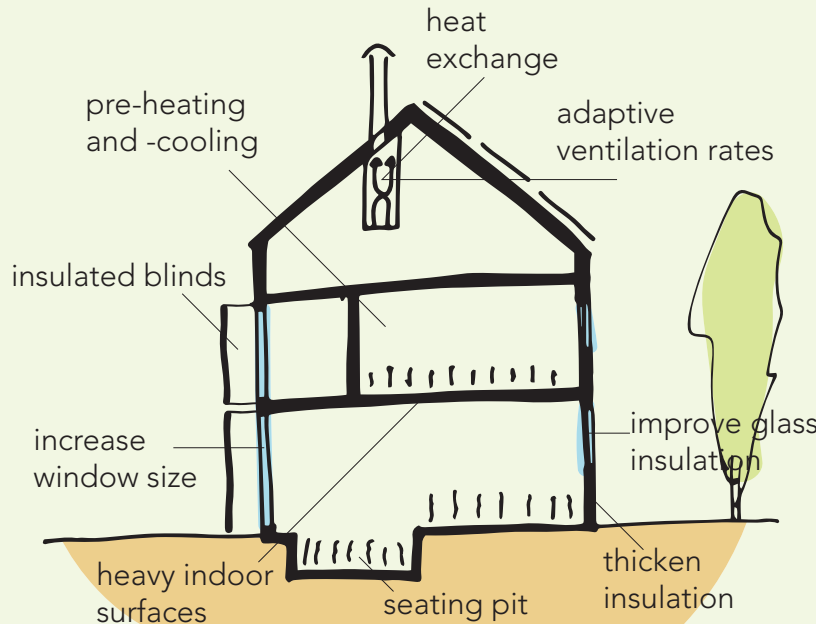 heat
exchange
pre-heating
and -cooling
adaptive
ventilation rates
insulated blinds
increase
window size
improve glass
insulation
heavy indoor
surfaces
seating pit
thicken
insulation